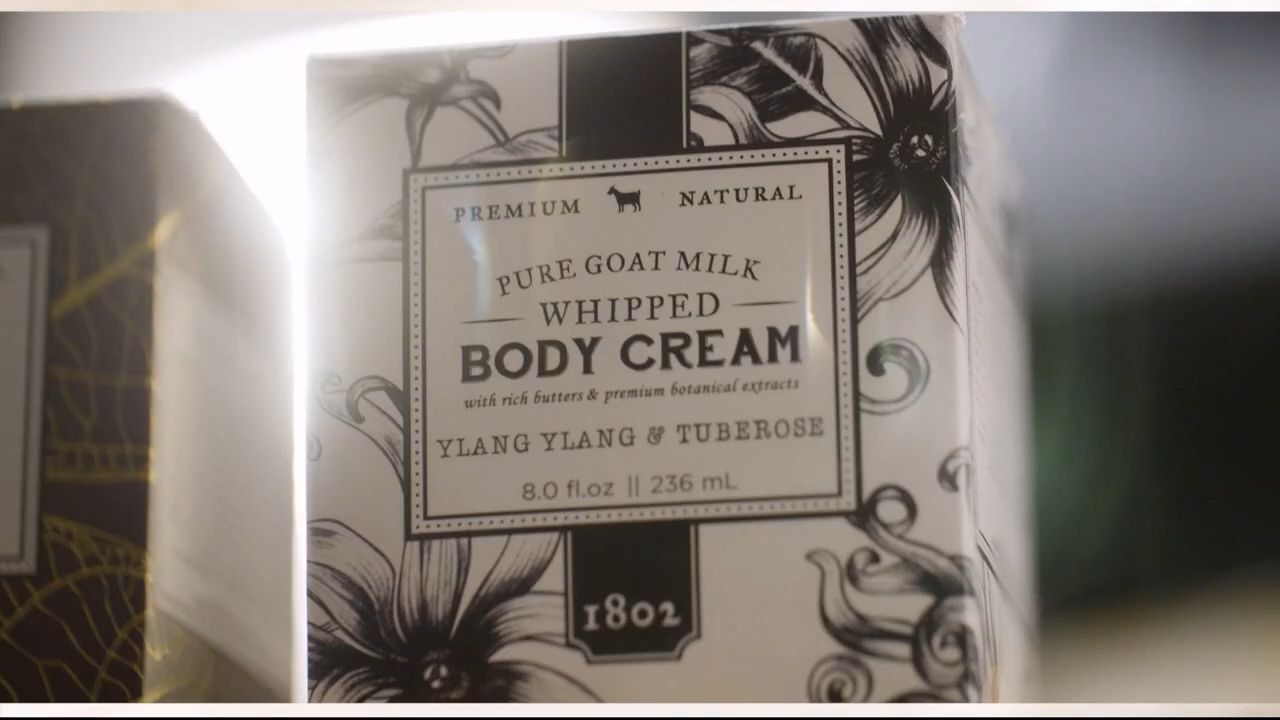 PREMIUM NATURAL
PURE GOAT MILK
WHIPPED
BODY CREAM
with rich butters & premium botanical extracts
YLANG YLANG & TUBEROSE
8.0 fl.oz || 236 mL
1802